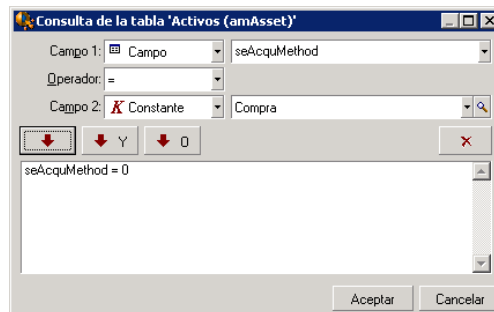 Consulta de la tabla 'Activos (amAsset)'
Campo 1: Campo seAcquMethod
Operador: =
Campo 2: K Constante Compra
Y O
seAcquMethod = 0
Aceptar Cancelar